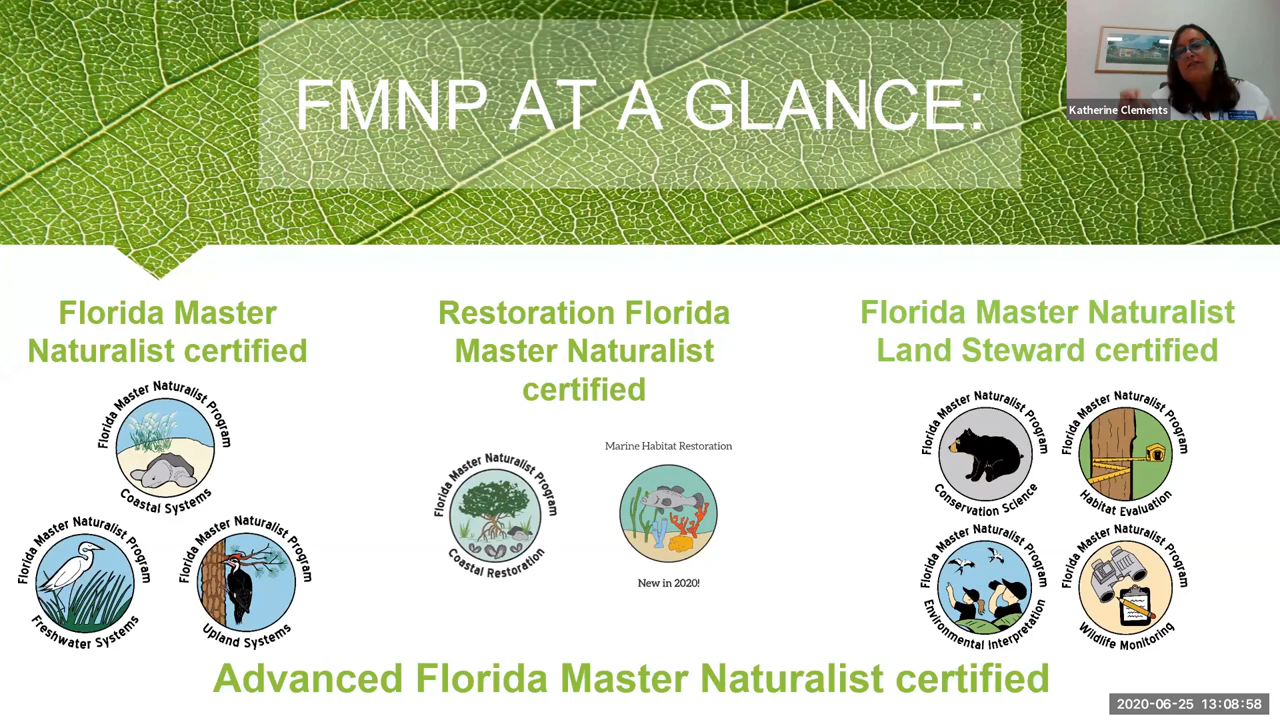 FMNP AT A GLANCE:
Katherine Clements
Florida Master
Naturalist certified
Florida Master Naturalist Program
Coastal Systems
Florida Master Naturalist Program
Freshwater Systems
Florida Master Naturalist Program
Upland Systems
Restoration Florida
Master Naturalist
certified
Florida Master Naturalist Program
Coastal Restoration
Marine Habitat Restoration
New in 2020!
Florida Master Naturalist
Land Steward certified
Florida Master Naturalist Program
Conservation Science
Florida Master Naturalist Program
Habitat Evaluation
Florida Master Naturalist Program
Environmental Interpretation
Florida Master Naturalist Program
Wildlife Monitoring
Advanced Florida Master Naturalist certified
2020-06-25 13:08:58